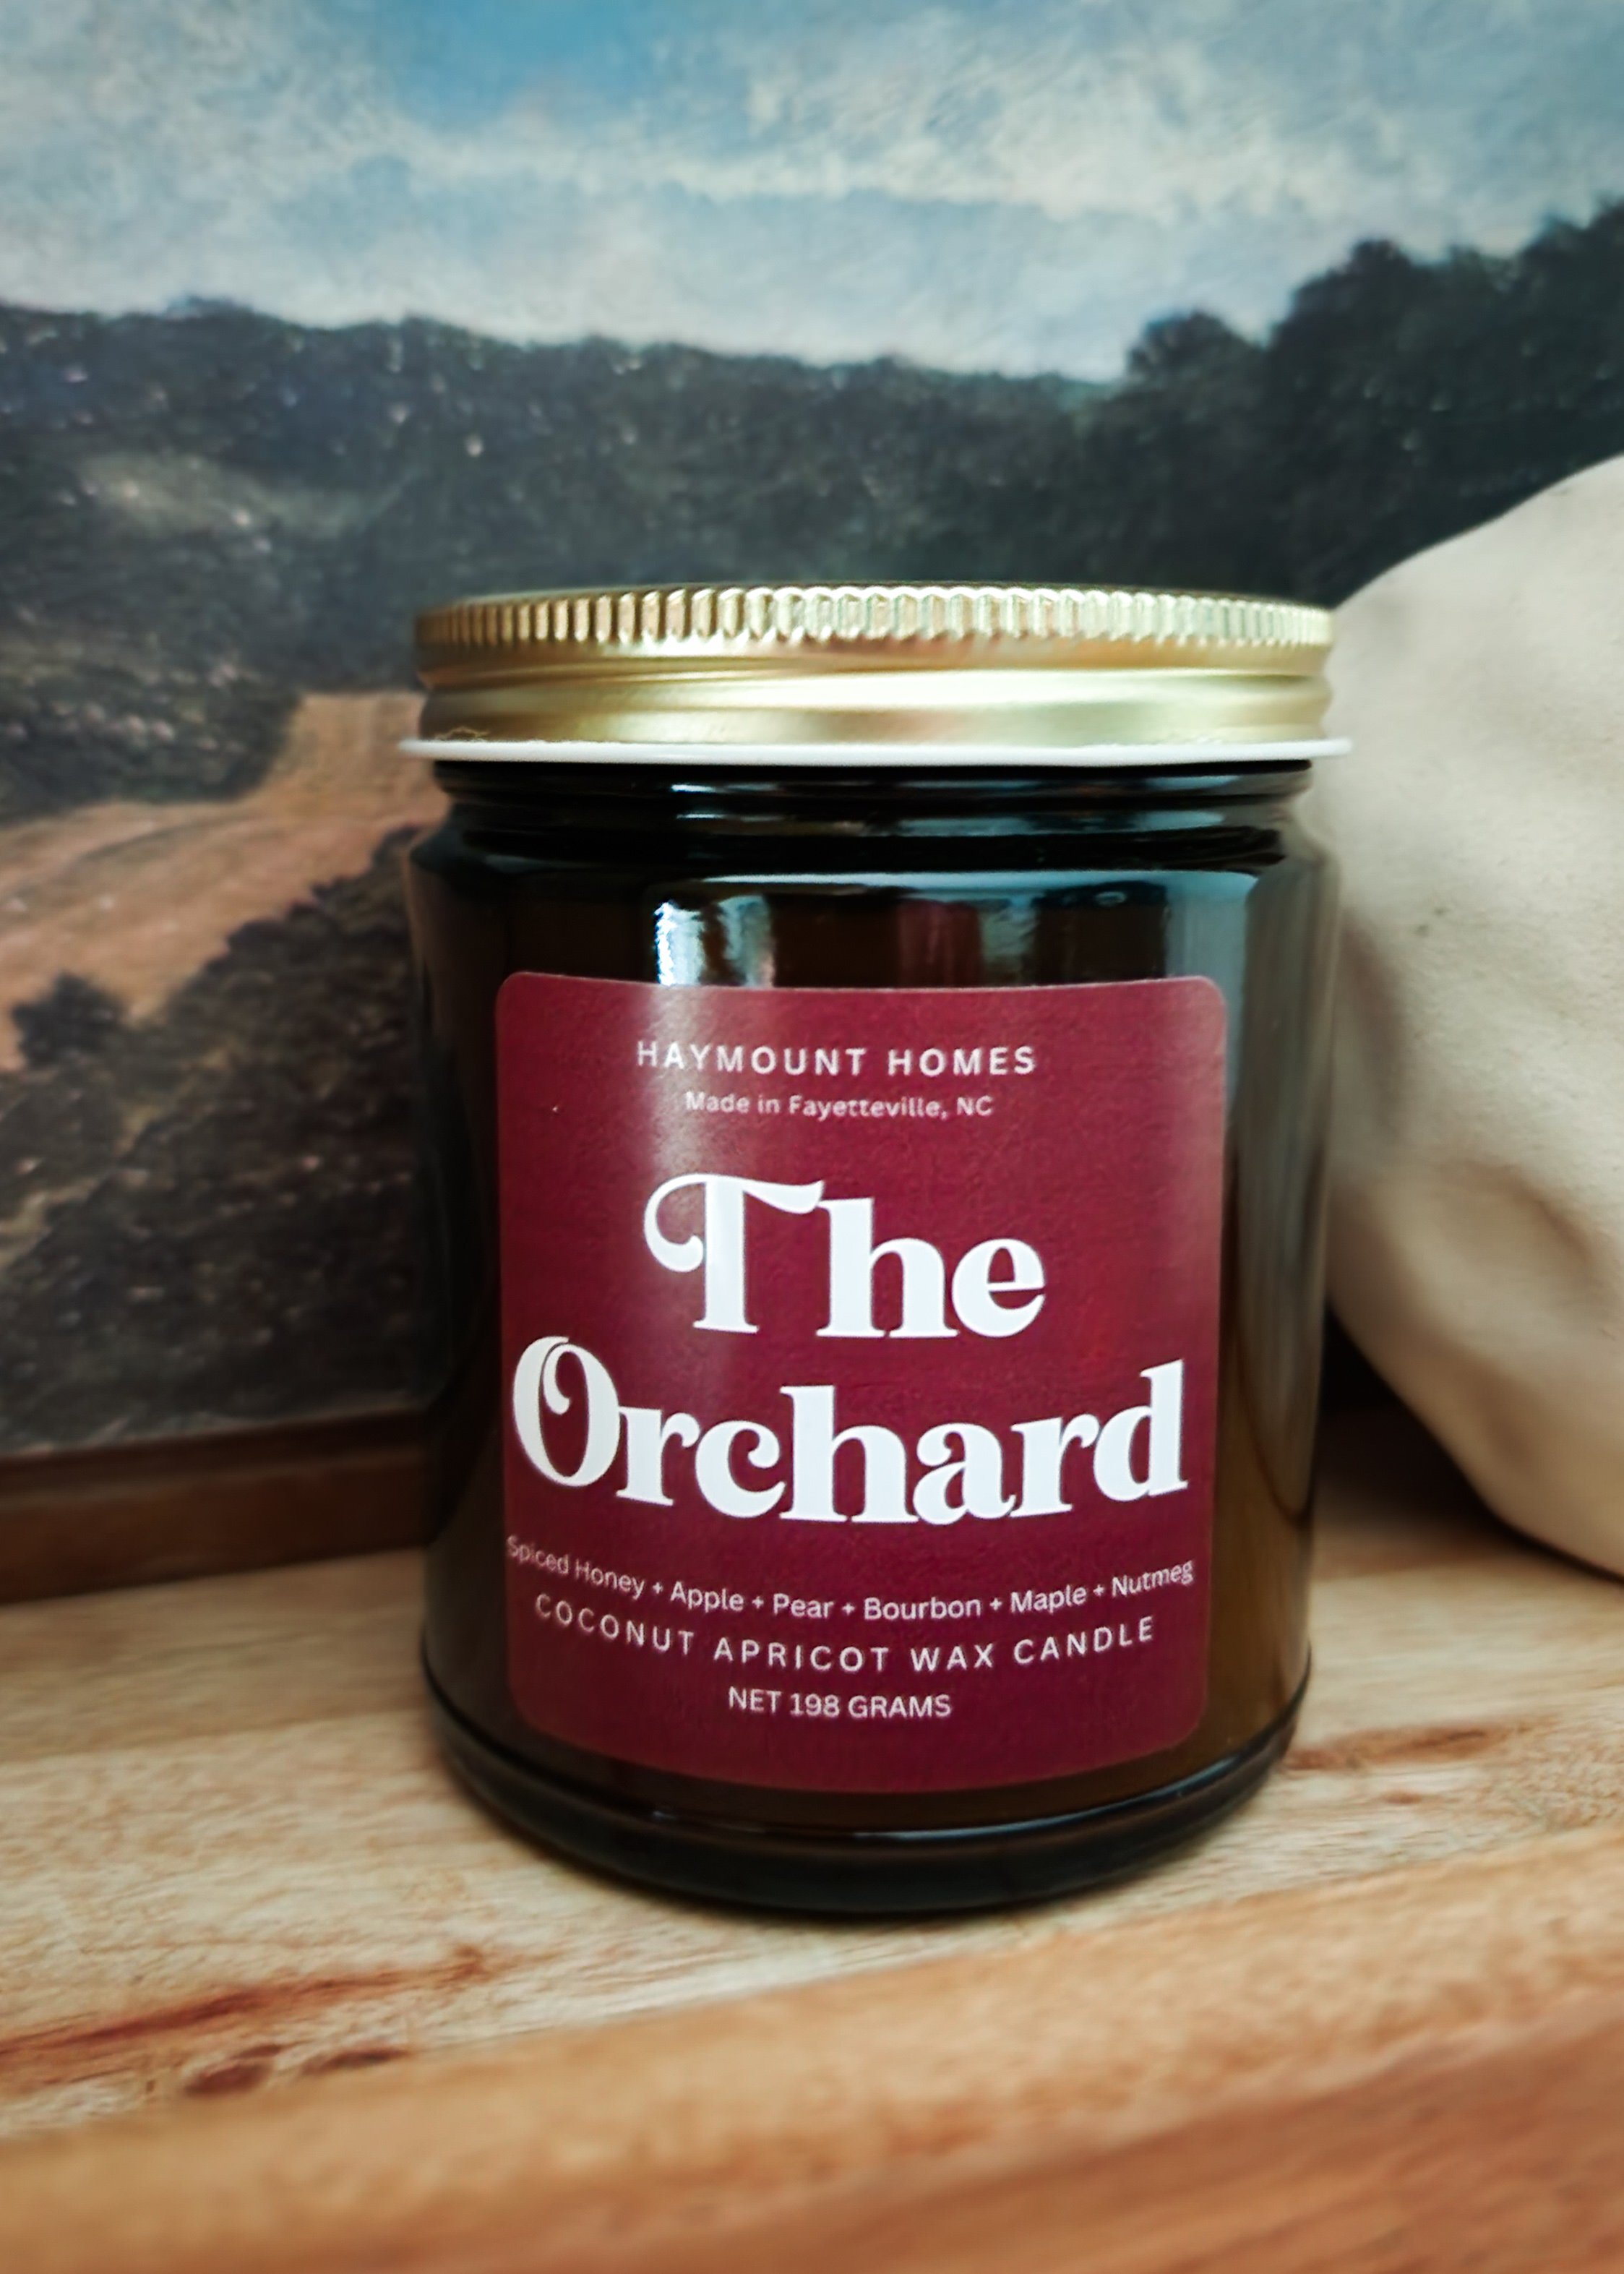 HAYMOUNT HOMES
Made in Fayetteville, NC
The
Orchard
Spiced Honey + Apple + Pear + Bourbon + Maple + Nutmeg
COCONUT APRICOT WAX CANDLE
NET 198 GRAMS